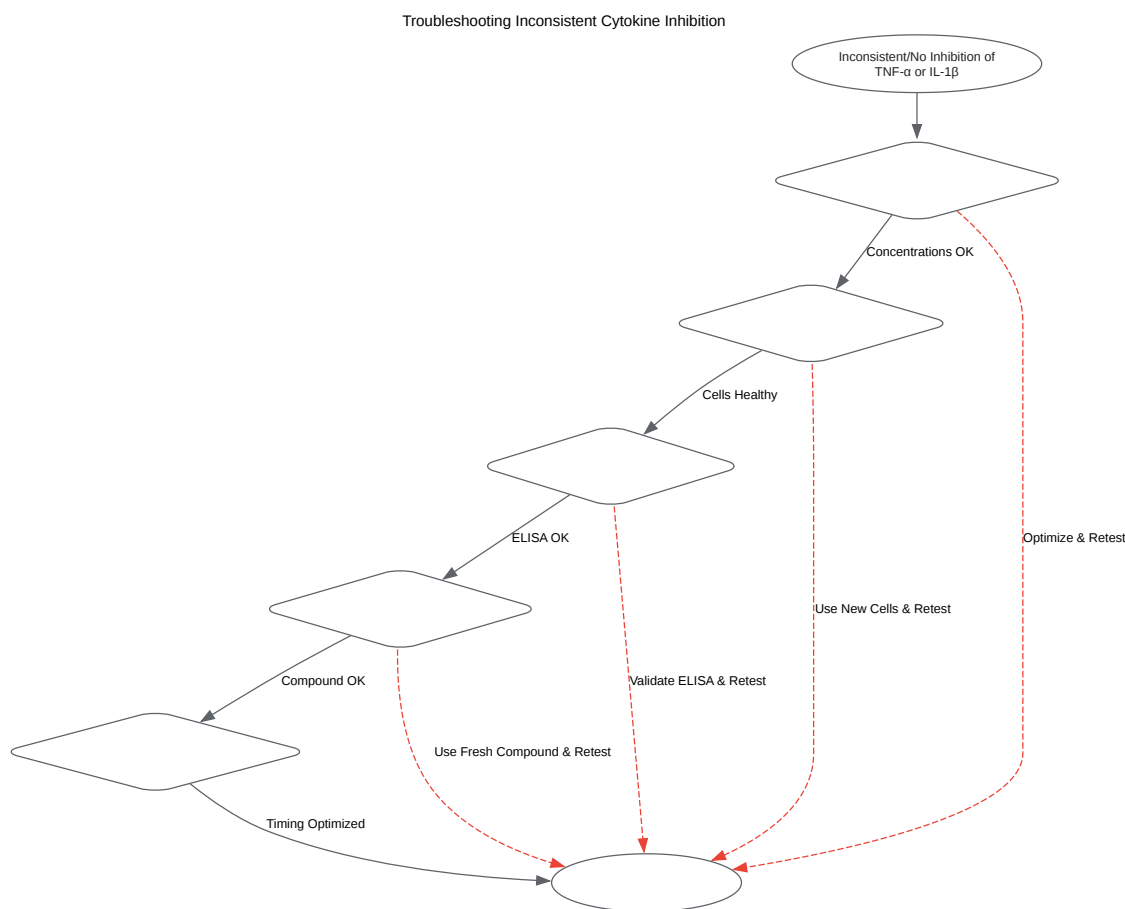 Troubleshooting Inconsistent Cytokine Inhibition
Inconsistent/No Inhibition of
TNF-α or IL-1β
Concentrations OK
Cells Healthy
ELISA OK
Optimize & Retest
Use New Cells & Retest
Compound OK
Validate ELISA & Retest
Use Fresh Compound & Retest
Timing Optimized